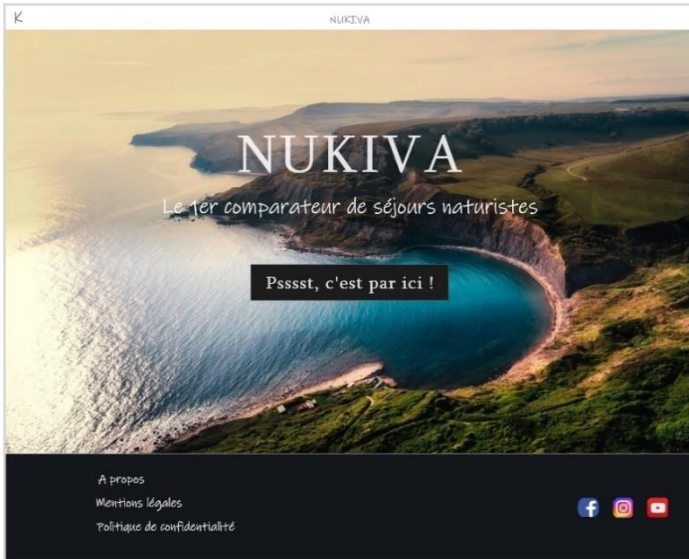 K
NUKIVA
NUKIVA
Le 1er comparateur de séjours naturistes
Psssst, c'est par ici !
A propos
Mentions légales
Politique de confidentialité